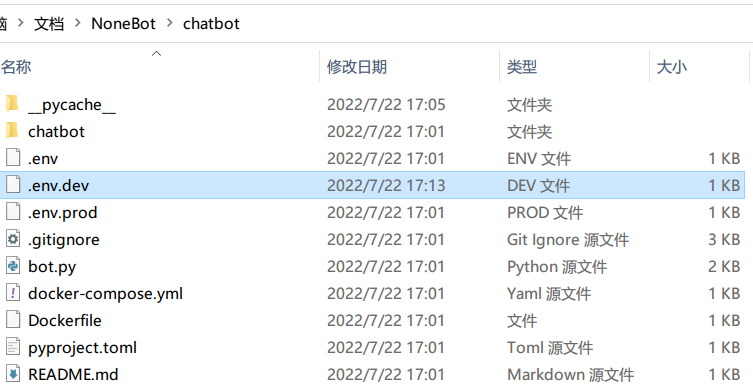 脑 > 文档 > NoneBot > chatbot
名称 修改日期 类型 大小
__pycache__ 2022/7/22 17:05 文件夹
chatbot 2022/7/22 17:01 文件夹
.env 2022/7/22 17:01 ENV 文件 1 KB
.env.dev 2022/7/22 17:13 DEV 文件 1 KB
.env.prod 2022/7/22 17:01 PROD 文件 1 KB
.gitignore 2022/7/22 17:01 Git Ignore 源文件 3 KB
bot.py 2022/7/22 17:01 Python 源文件 2 KB
docker-compose.yml 2022/7/22 17:01 Yaml 源文件 1 KB
Dockerfile 2022/7/22 17:01 文件 1 KB
pyproject.toml 2022/7/22 17:01 Toml 源文件 1 KB
README.md 2022/7/22 17:01 Markdown 源文件 1 KB